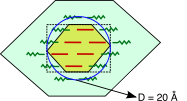 D = 20 Å